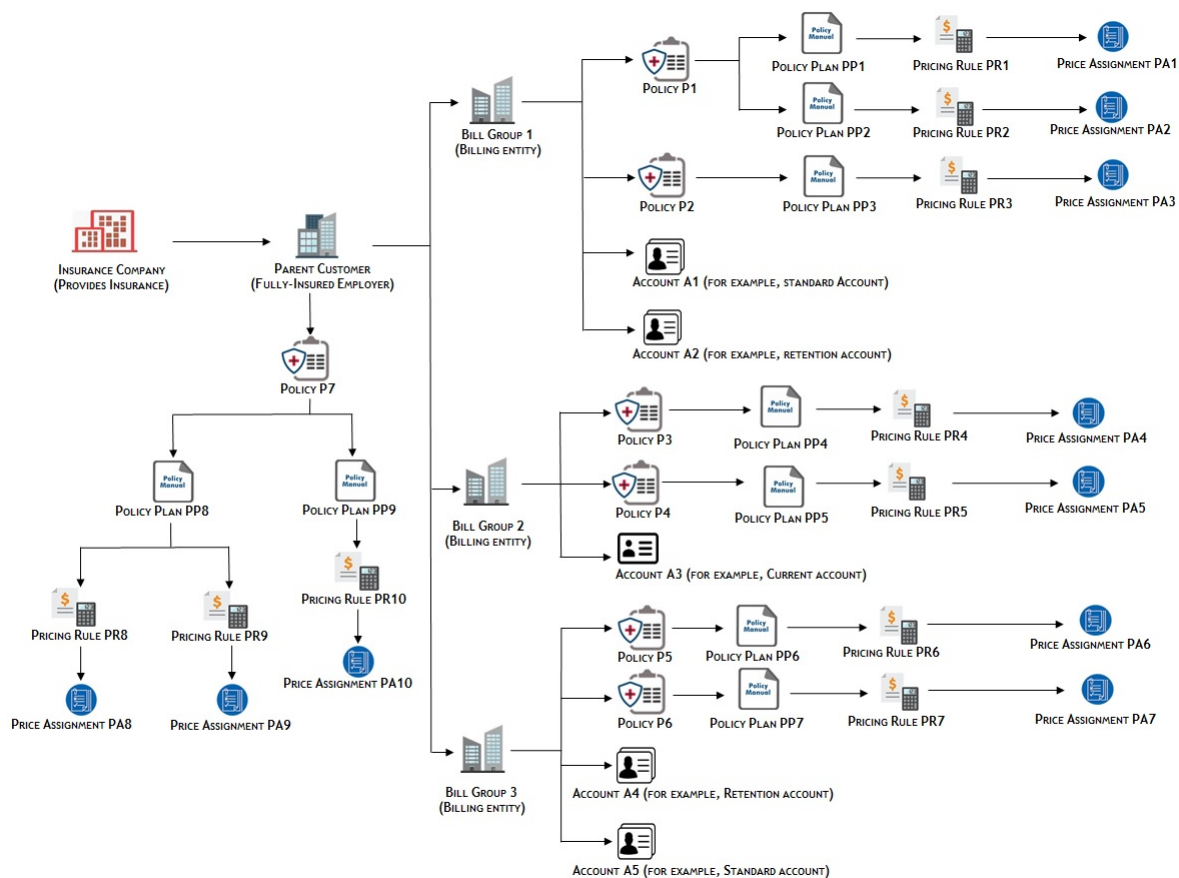 Policy
Manual
Policy Plan PP1
Pricing Rule PR1
Price Assignment PA1
Policy P1
Policy
Manual
Policy Plan PP2
Pricing Rule PR2
Price Assignment PA2
Bill Group 1
(Billing entity)
Policy
Manual
Policy P2
Policy Plan PP3
Pricing Rule PR3
Price Assignment PA3
Insurance Company
(Provides Insurance)
Parent Customer
(Fully-Insured Employer)
Account A1 (for example, standard Account)
Account A2 (for example, retention account)
Policy P7
Policy
Manual
Policy P3
Policy Plan PP4
Pricing Rule PR4
Price Assignment PA4
Policy
Manual
Policy Plan PP8
Policy
Manual
Policy Plan PP9
Policy
Manual
Policy P4
Policy Plan PP5
Pricing Rule PR5
Price Assignment PA5
Bill Group 2
(Billing entity)
Account A3 (for example, Current account)
Pricing Rule PR10
Pricing Rule PR8
Pricing Rule PR9
Policy
Manual
Policy P5
Policy Plan PP6
Pricing Rule PR6
Price Assignment PA6
Price Assignment PA10
Price Assignment PA8
Price Assignment PA9
Policy
Manual
Policy P6
Policy Plan PP7
Pricing Rule PR7
Price Assignment PA7
Bill Group 3
(Billing entity)
Account A4 (for example, Retention account)
Account A5 (for example, Standard account)